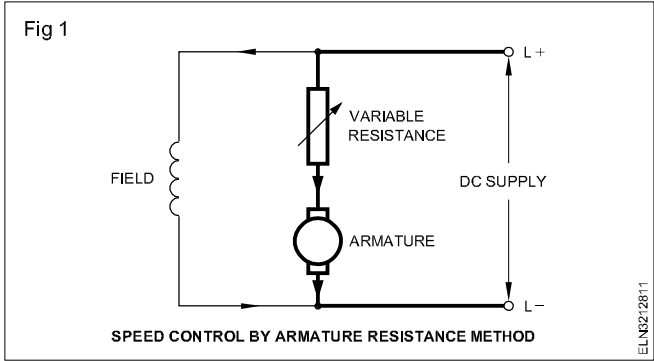 Fig 1
L+
VARIABLE
RESISTANCE
FIELD
DC SUPPLY
ARMATURE
L–
SPEED CONTROL BY ARMATURE RESISTANCE METHOD
ELN3212811